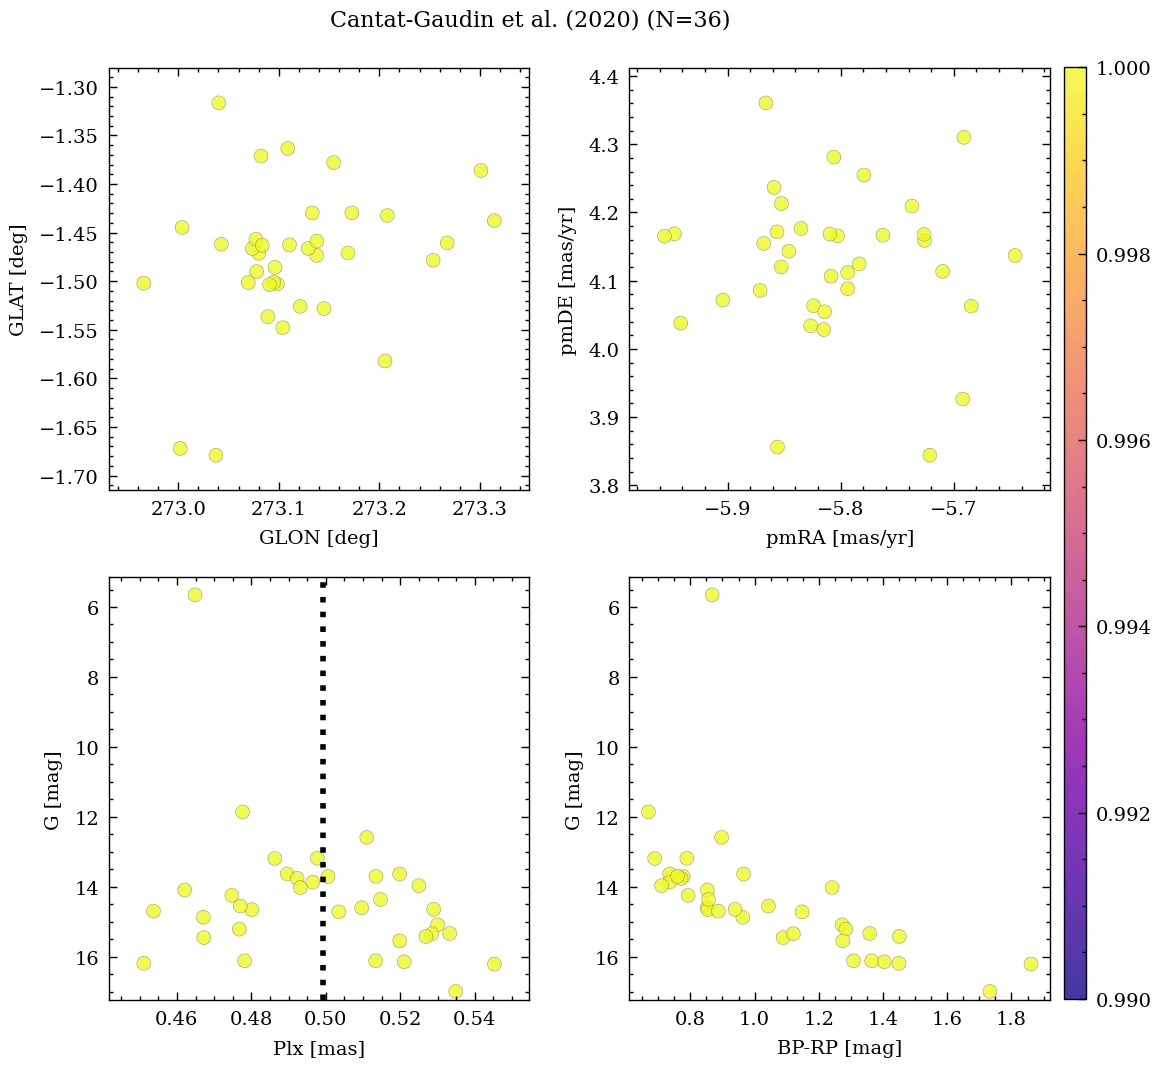 Cantat-Gaudin et al. (2020) (N=36)
−1.30
−1.35
−1.40
−1.45
−1.50
−1.55
−1.60
−1.65
−1.70
GLAT [deg]
273.0 273.1 273.2 273.3
GLON [deg]
4.4
4.3
4.2
4.1
4.0
3.9
3.8
pmDE [mas/yr]
−5.9 −5.8 −5.7
pmRA [mas/yr]
6
8
10
12
14
16
G [mag]
0.46 0.48 0.50 0.52 0.54
Plx [mas]
6
8
10
12
14
16
G [mag]
0.8 1.0 1.2 1.4 1.6 1.8
BP-RP [mag]
1.000
0.998
0.996
0.994
0.992
0.990